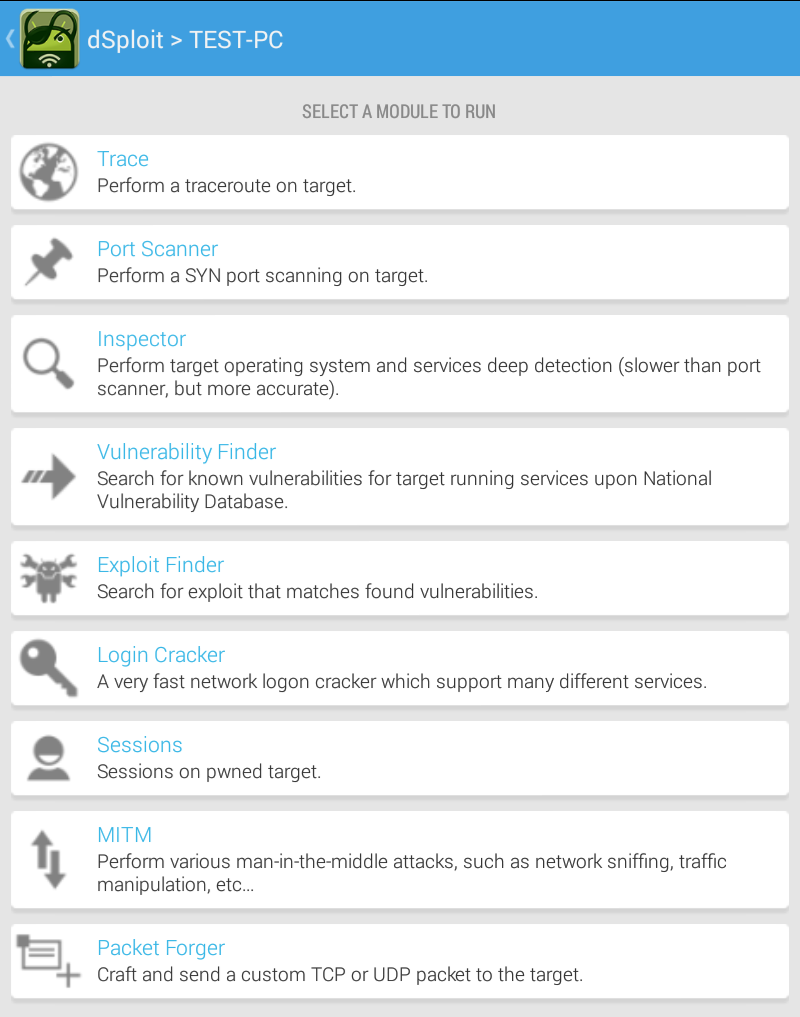 dSploit > TEST-PC
SELECT A MODULE TO RUN
Trace
Perform a traceroute on target.
Port Scanner
Perform a SYN port scanning on target.
Inspector
Perform target operating system and services deep detection (slower than port
scanner, but more accurate).
Vulnerability Finder
Search for known vulnerabilities for target running services upon National
Vulnerability Database.
Exploit Finder
Search for exploit that matches found vulnerabilities.
Login Cracker
A very fast network logon cracker which support many different services.
Sessions
Sessions on pwned target.
MITM
Perform various man-in-the-middle attacks, such as network sniffing, traffic
manipulation, etc...
Packet Forger
Craft and send a custom TCP or UDP packet to the target.